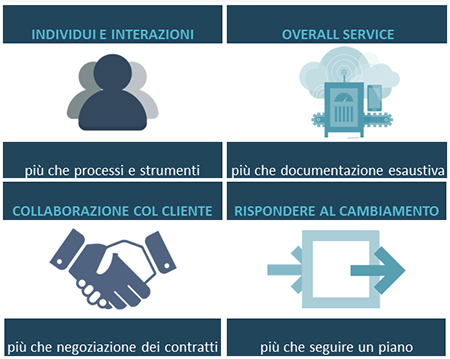 INDIVIDUI E INTERAZIONI
OVERALL SERVICE
più che processi e strumenti
più che documentazione esaustiva
COLLABORAZIONE COL CLIENTE
RISPONDERE AL CAMBIAMENTO
più che negoziazione dei contratti
più che seguire un piano